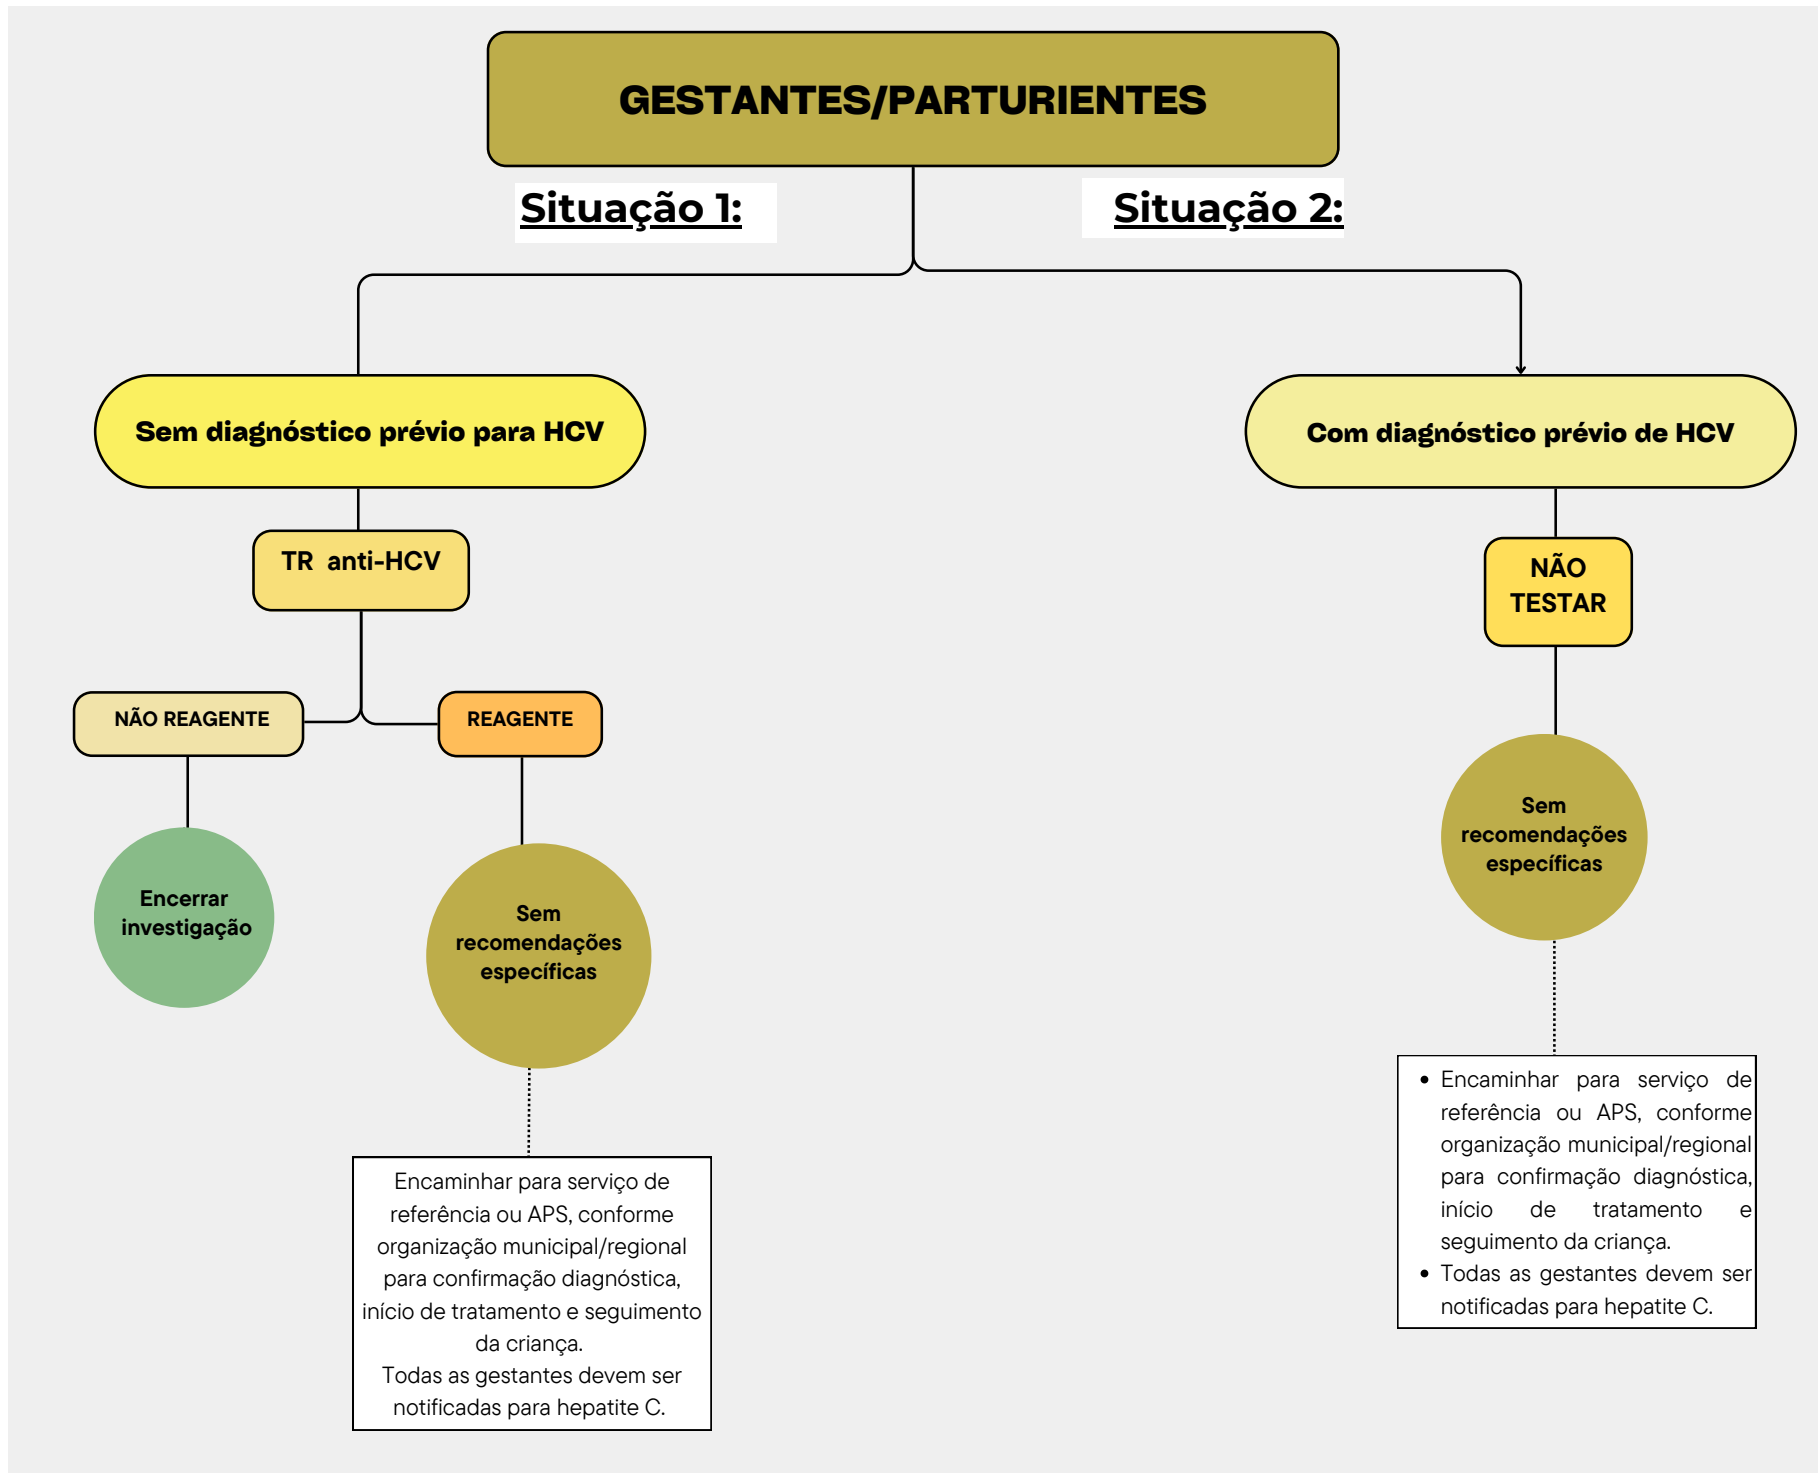 GESTANTES/PARTURIENTES
Situação 1:
Situação 2:
Sem diagnóstico prévio para HCV
TR anti-HCV
NÃO REAGENTE
REAGENTE
Encerrar
investigação
Sem
recomendações
específicas
Encaminhar para serviço de
referência ou APS, conforme
organização municipal/regional
para confirmação diagnóstica,
início de tratamento e seguimento
da criança.
Todas as gestantes devem ser
notificadas para hepatite C.
Com diagnóstico prévio de HCV
NÃO
TESTAR
Sem
recomendações
específicas
• Encaminhar para serviço de
referência ou APS, conforme
organização municipal/regional
para confirmação diagnóstica,
início de tratamento e
seguimento da criança.
• Todas as gestantes devem ser
notificadas para hepatite C.